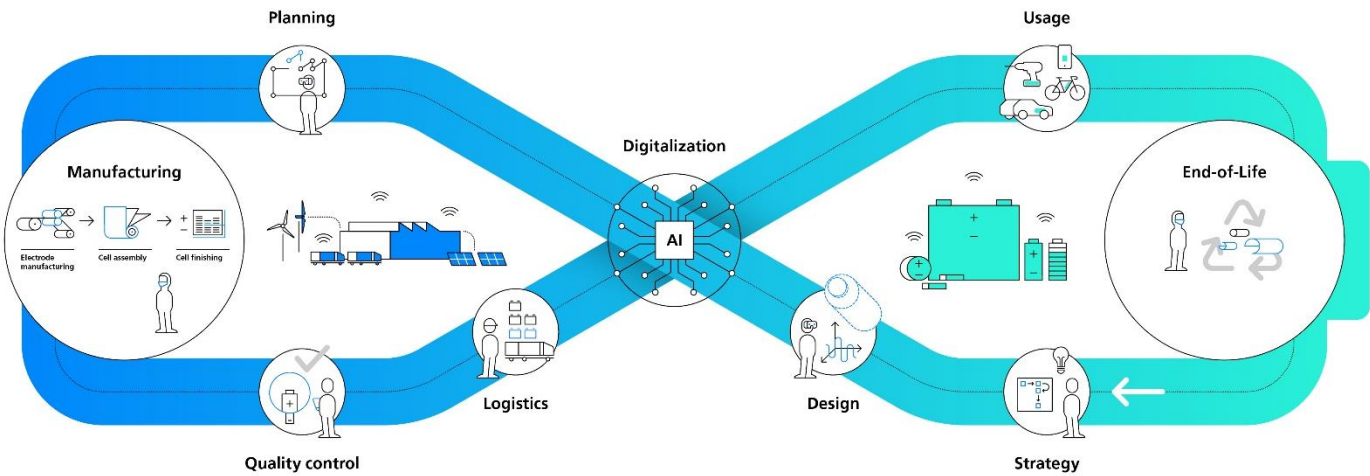 Planning
Usage
Digitalization
AI
Manufacturing
Electrode
manufacturing
Cell assembly
+
−
Cell finishing
End-of-Life
+
−
+
−
+
−
+
−
Logistics
Design
Quality control
Strategy